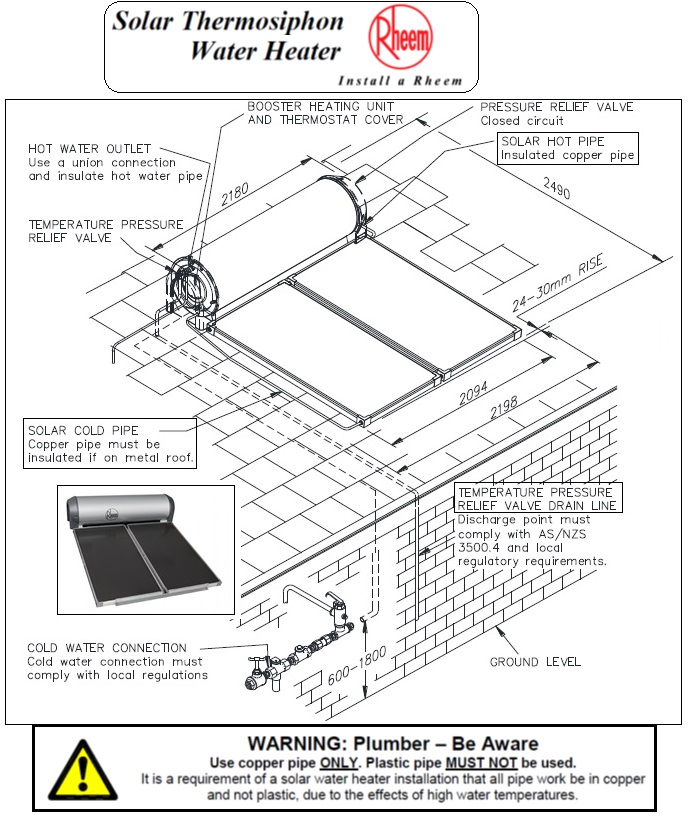 Solar Thermosiphon
Water Heater
Rheem
Install a Rheem
BOOSTER HEATING UNIT
AND THERMOSTAT COVER
PRESSURE RELIEF VALVE
Closed circuit
HOT WATER OUTLET
Use a union connection
and insulate hot water pipe
SOLAR HOT PIPE
Insulated copper pipe
2180
2490
TEMPERATURE PRESSURE
RELIEF VALVE
24-30mm RISE
2094
2198
SOLAR COLD PIPE
Copper pipe must be
insulated if on metal roof.
Rheem
TEMPERATURE PRESSURE
RELIEF VALVE DRAIN LINE
Discharge point must
comply with AS/NZS
3500.4 and local
regulatory requirements.
COLD WATER CONNECTION
Cold water connection must
comply with local regulations
600-1800
GROUND LEVEL
WARNING: Plumber – Be Aware
Use copper pipe ONLY. Plastic pipe MUST NOT be used.
It is a requirement of a solar water heater installation that all pipe work be in copper
and not plastic, due to the effects of high water temperatures.